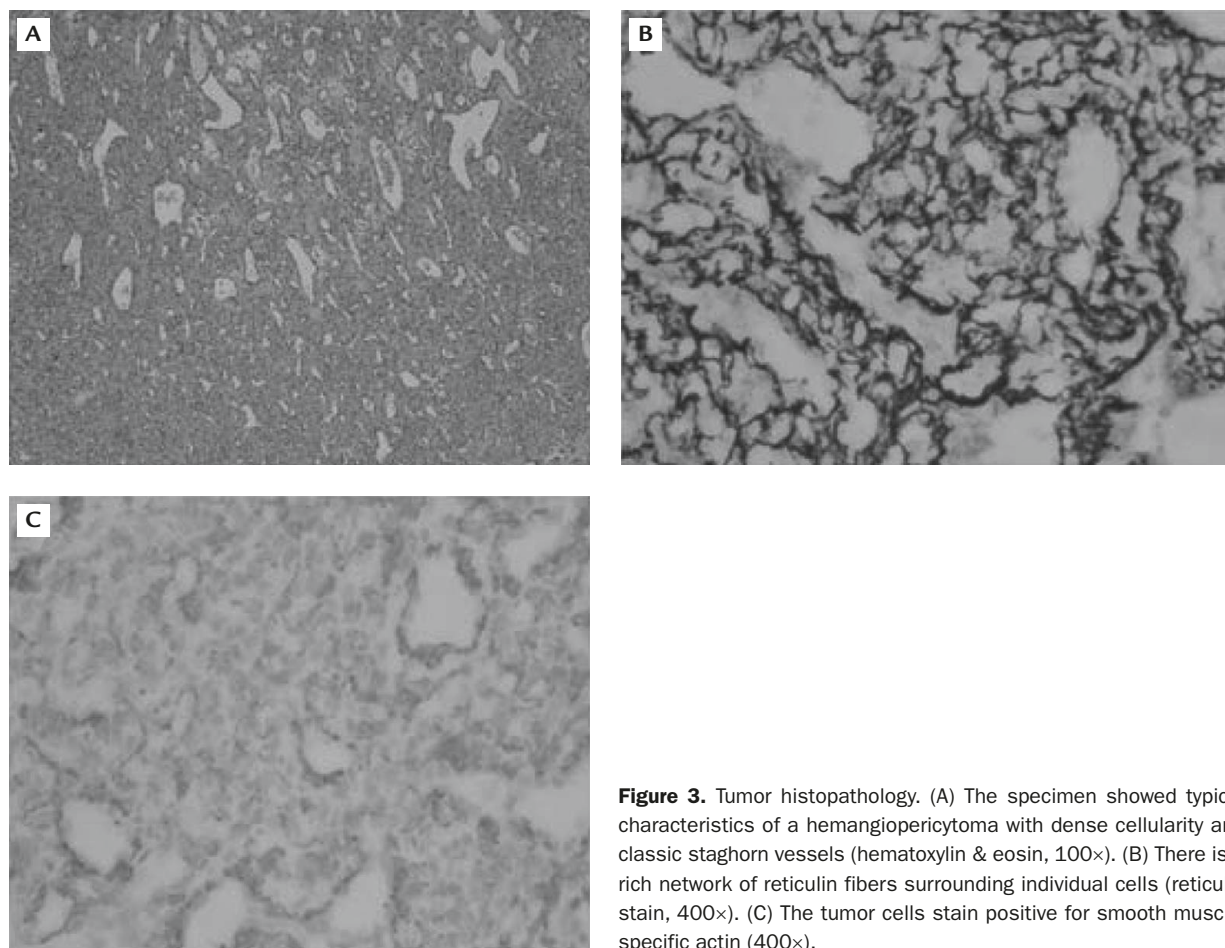 A
B
C
Figure 3. Tumor histopathology. (A) The specimen showed typic
characteristics of a hemangiopericytoma with dense cellularity an
classic staghorn vessels (hematoxylin & eosin, 100×). (B) There is
rich network of reticulin fibers surrounding individual cells (reticul
stain, 400×). (C) The tumor cells stain positive for smooth musc
specific actin (400×).